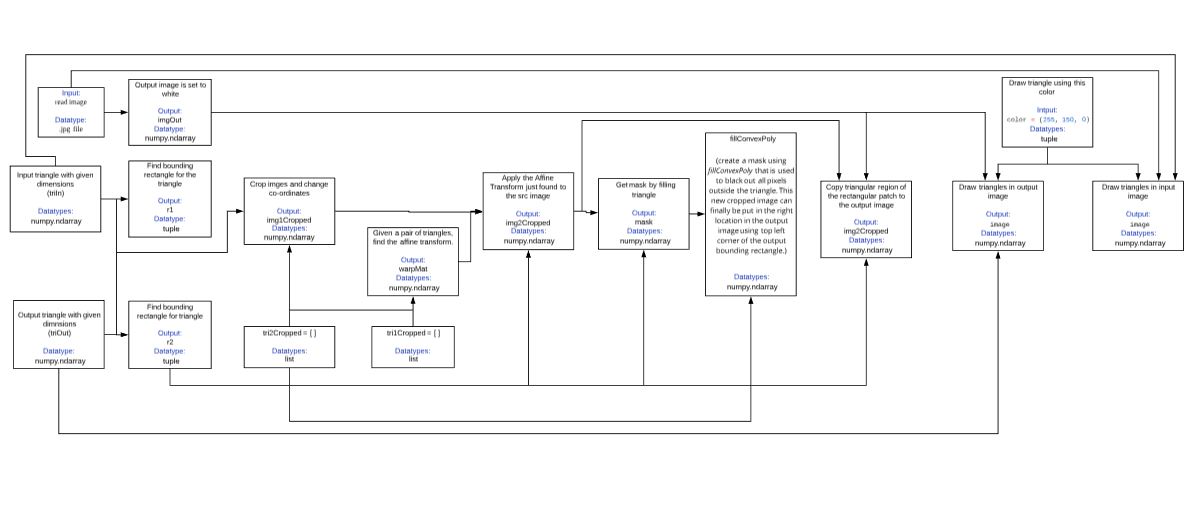 Input:
read image
Datatype:
.jpg file
Output image is set to
white
Output:
imgOut
Datatype:
numpy.ndarray
Input triangle with given
dimensions
(triIn)
Datatypes:
numpy.ndarray
Find bounding
rectangle for the
triangle
Output:
r1
Datatype:
tuple
Output triangle with given
dimnsions
(triOut)
Datatype:
numpy.ndarray
Find bounding
rectangle for triangle
Output:
r2
Datatype:
tuple
Crop imges and change
co-ordinates
Output:
img1Cropped
Datatypes:
numpy.ndarray
tri2Cropped = [ ]
Datatypes:
list
Given a pair of triangles,
find the affine transform.
Output:
warpMat
Datatypes:
numpy.ndarray
tri1Cropped = [ ]
Datatypes:
list
Apply the Affine
Transform just found to
the src image
Output:
img2Cropped
Datatypes:
numpy.ndarray
Get mask by filling
triangle
Output:
mask
Datatypes:
numpy.ndarray
fillConvexPoly
(create a mask using
fillConvexPoly that is used
to black out all pixels
outside the triangle. This
new cropped image can
finally be put in the right
location in the output
image using top left
corner of the output
bounding rectangle.)
Datatypes:
numpy.ndarray
Copy triangular region of
the rectangular patch to
the output image
Output:
img2Cropped
Datatype:
numpy.ndarray
Draw triangle using this
color
Intput:
color = (255, 150, 0)
Datatypes:
tuple
Draw triangles in output
image
Output:
image
Datatypes:
numpy.ndarray
Draw triangles in input
image
Output:
image
Datatypes:
numpy.ndarray